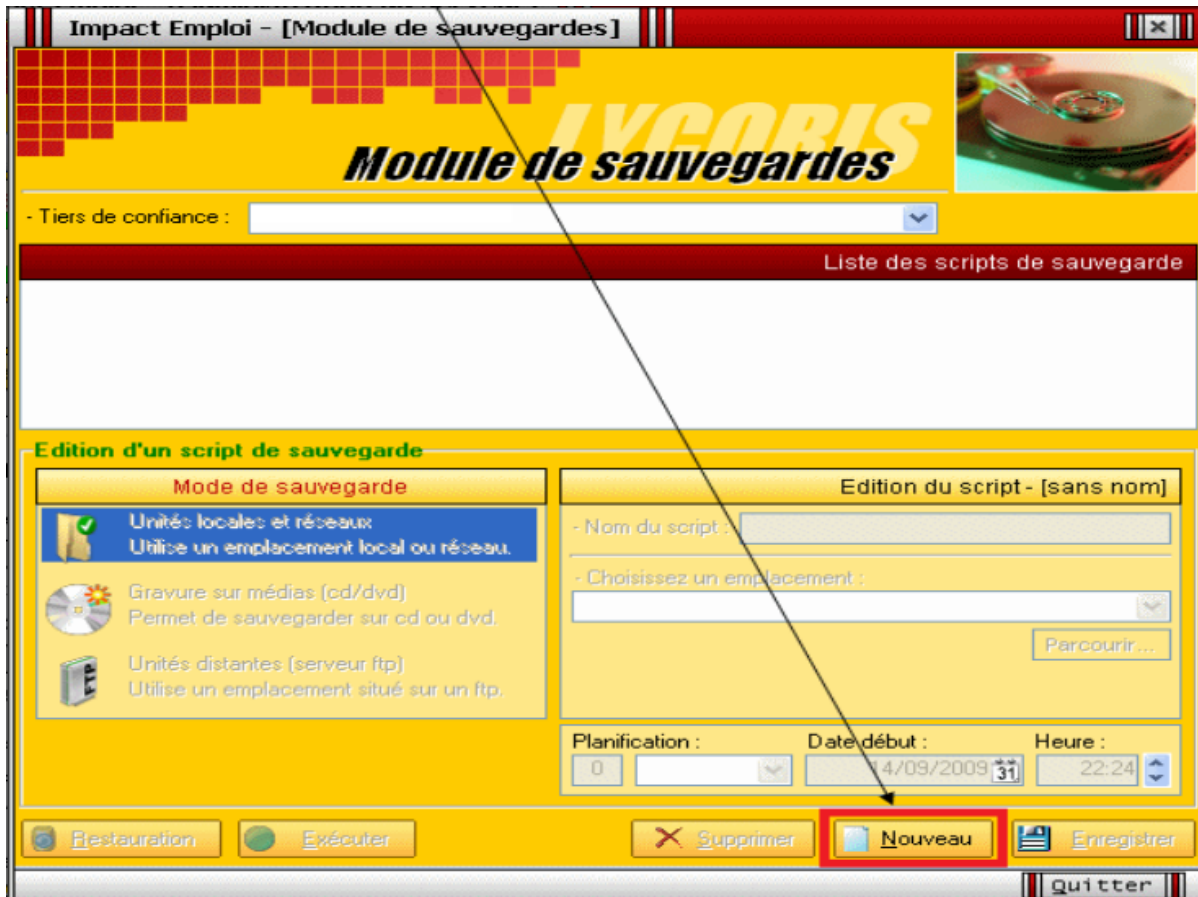 Impact Emploi - [Module de sauvegardes]
LYCORIS
Module de sauvegardes
- Tiers de confiance :
Liste des scripts de sauvegarde
Edition d'un script de sauvegarde
Mode de sauvegarde
Unités locales et réseaux
Utilise un emplacement local ou réseau.
Gravure sur médias (cd/dvd)
Permet de sauvegarder sur cd ou dvd.
FTP
Unités distantes (serveur ftp)
Utilise un emplacement situé sur un ftp.
Edition du script - [sans nom]
- Nom du script :
- Choisissez un emplacement :
Parcourir...
Planification : Date début : Heure :
0 14/09/2009 31 22:24
Restauration Exécuter Supprimer Nouveau Enregistrer
Quitter